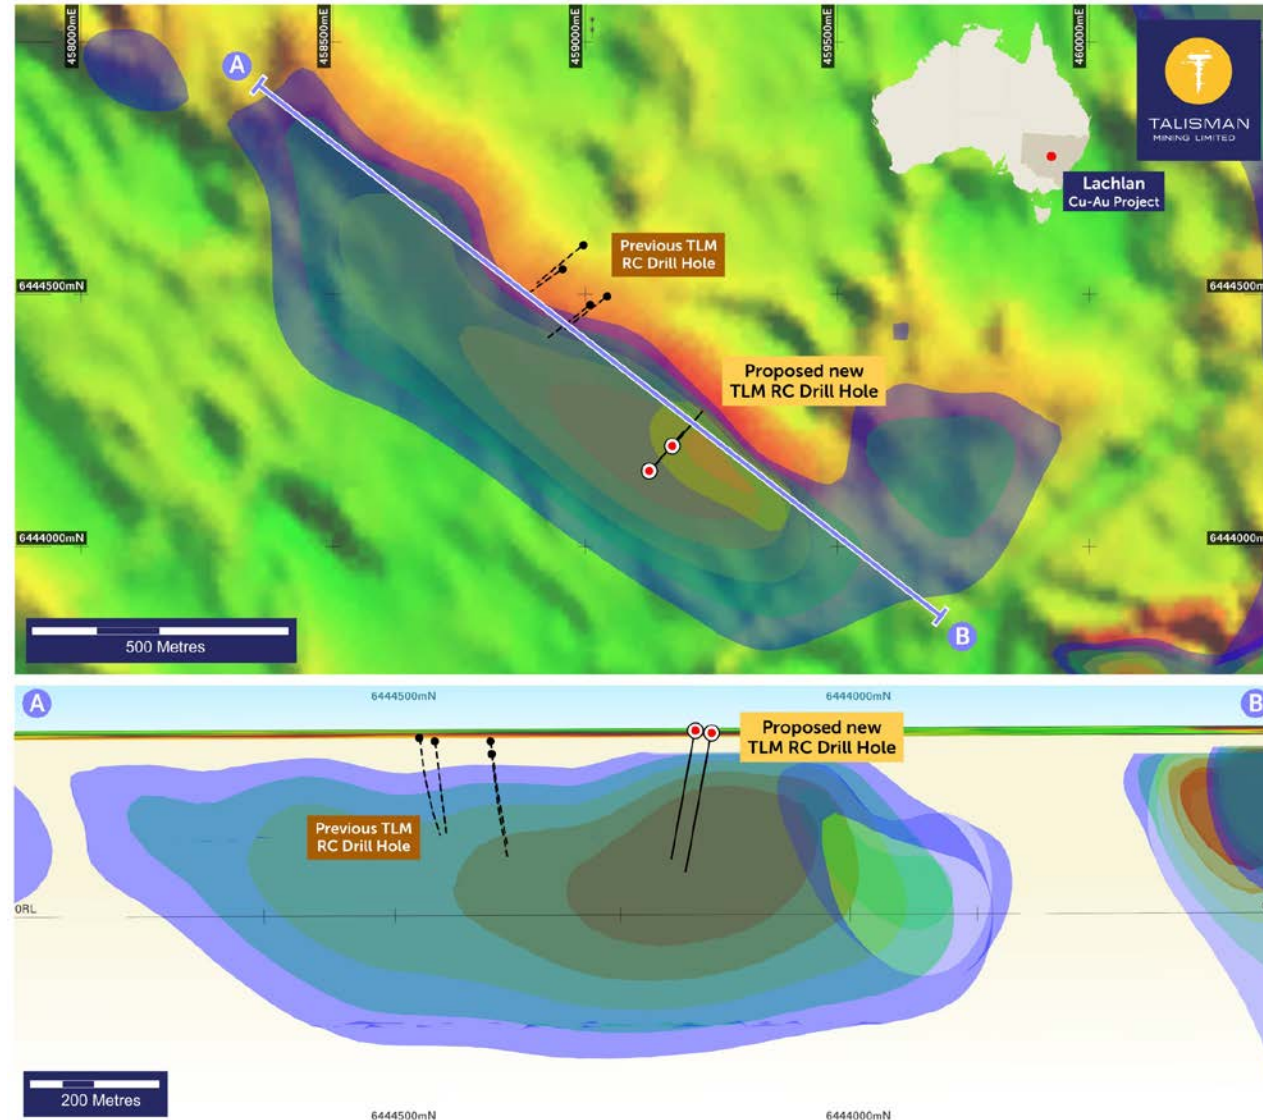 458000mE
458500mE
459000mE
459500mE
460000mE
A
TALISMAN
MINING LIMITED
Lachlan
Cu-Au Project
Previous TLM
RC Drill Hole
6444500mN
6444500m
Proposed new
TLM RC Drill Hole
6444000mN
6444000m
500 Metres
B
A
6444500mN
6444000mN
B
Proposed new
TLM RC Drill Hole
Previous TLM
RC Drill Hole
0RL
200 Metres
6444500mN
6444000mN